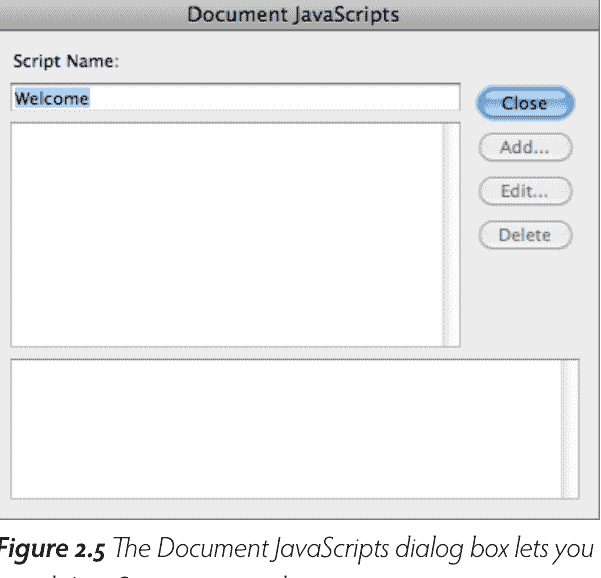 Document JavaScripts
Script Name:
Welcome
Close
Add...
Edit...
Delete
Figure 2.5 The Document JavaScripts dialog box lets you